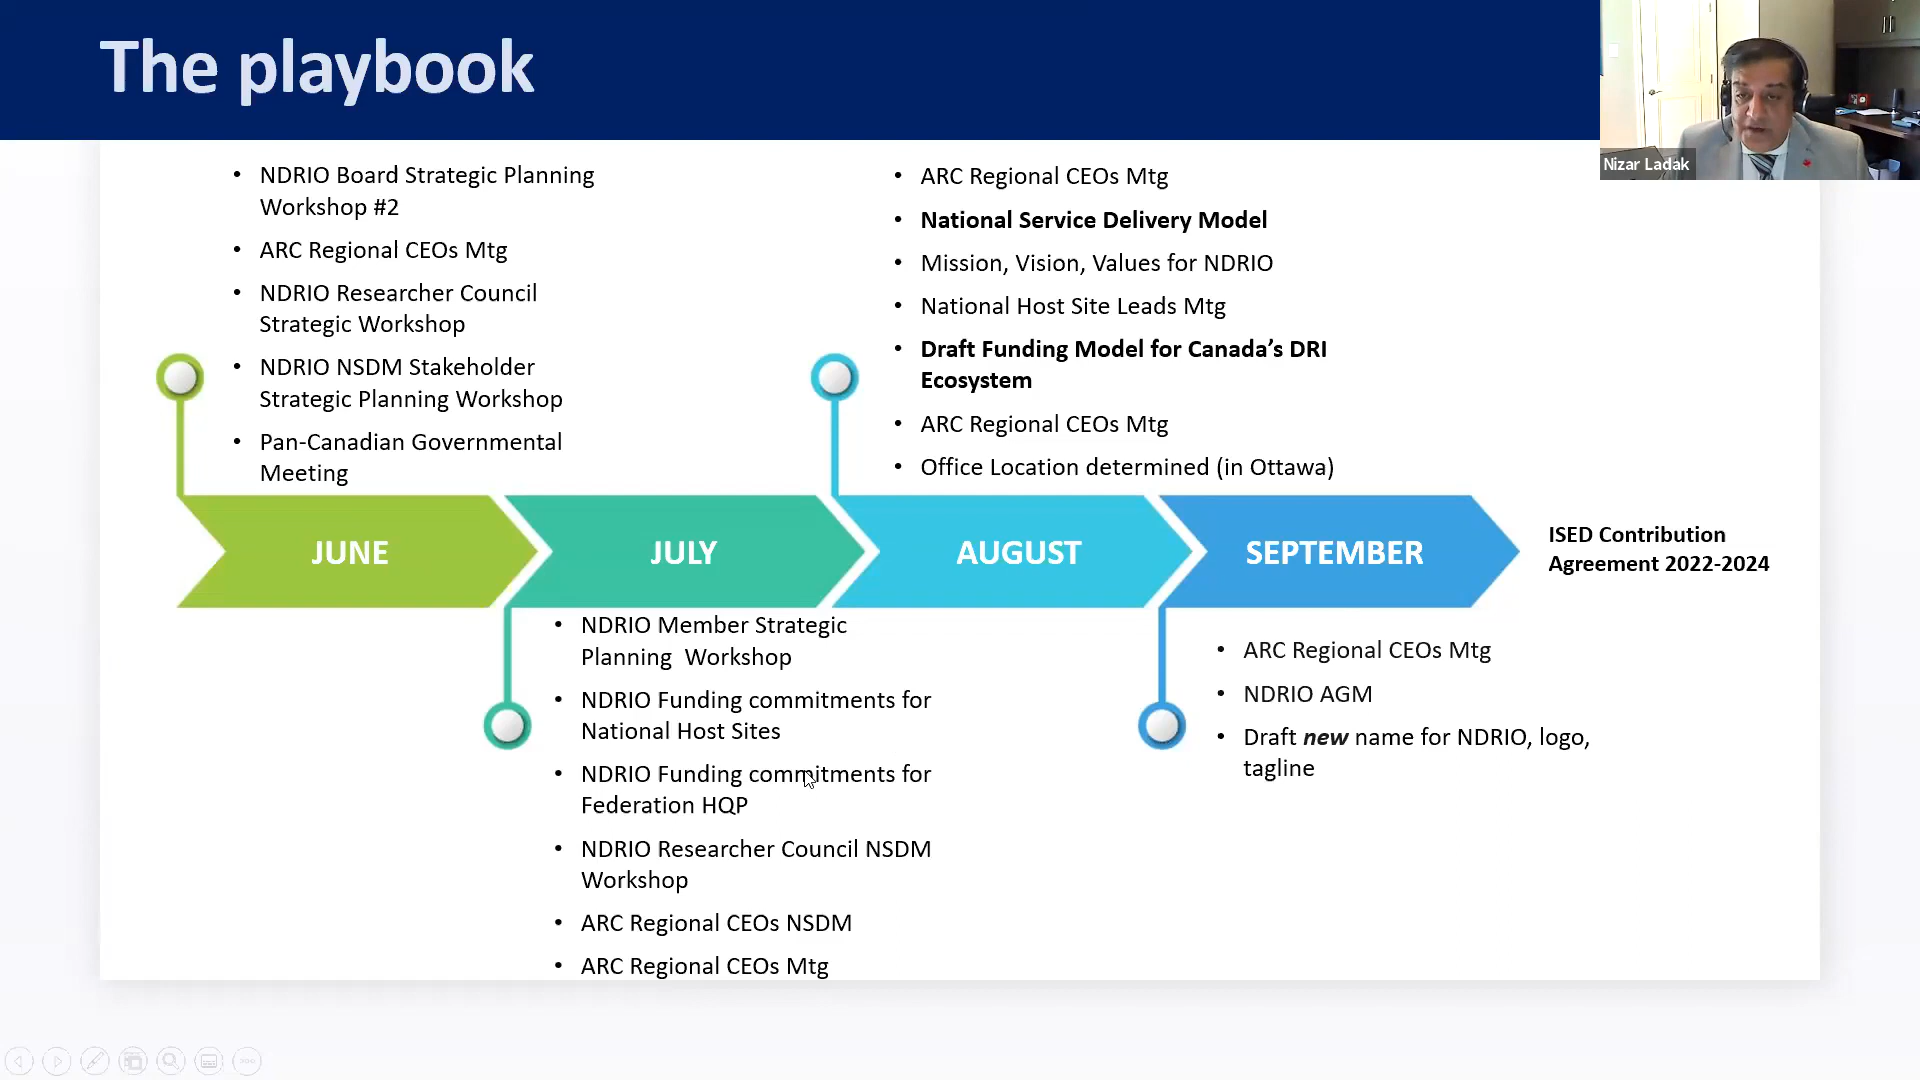 The playbook
Nizar Ladak
• NDRIO Board Strategic Planning
Workshop #2
• ARC Regional CEOs Mtg
• NDRIO Researcher Council
Strategic Workshop
• NDRIO NSDM Stakeholder
Strategic Planning Workshop
• Pan-Canadian Governmental
Meeting
• ARC Regional CEOs Mtg
• National Service Delivery Model
• Mission, Vision, Values for NDRIO
• National Host Site Leads Mtg
• Draft Funding Model for Canada’s DRI
Ecosystem
• ARC Regional CEOs Mtg
• Office Location determined (in Ottawa)
JUNE
JULY
AUGUST
SEPTEMBER
ISED Contribution
Agreement 2022-2024
• NDRIO Member Strategic
Planning  Workshop
• NDRIO Funding commitments for
National Host Sites
• NDRIO Funding commitments for
Federation HQP
• NDRIO Researcher Council NSDM
Workshop
• ARC Regional CEOs NSDM
• ARC Regional CEOs Mtg
• ARC Regional CEOs Mtg
• NDRIO AGM
• Draft new name for NDRIO, logo,
tagline